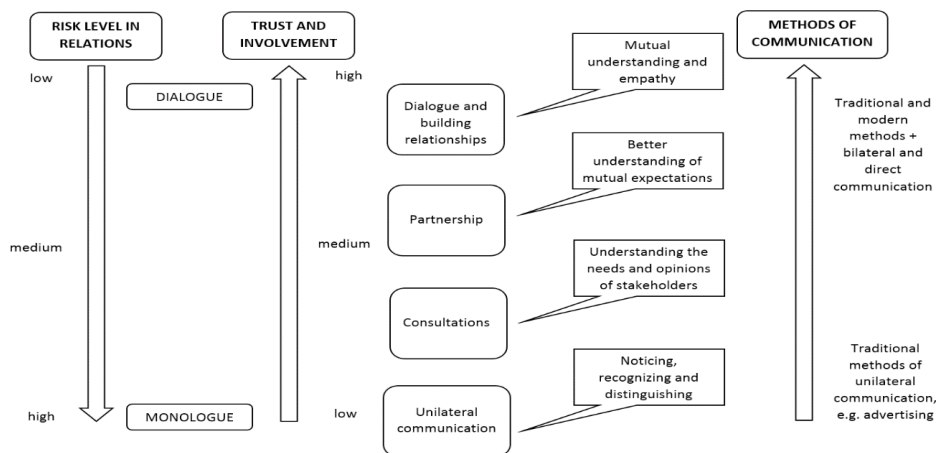 RISK LEVEL IN
RELATIONS
TRUST AND
INVOLVEMENT
METHODS OF
COMMUNICATION
low
medium
high
DIALOGUE
MONOLOGUE
high
medium
low
Dialogue and
building
relationships
Mutual
understanding and
empathy
Partnership
Better
understanding of
mutual expectations
Consultations
Understanding the
needs and opinions
of stakeholders
Unilateral
communication
Noticing,
recognizing and
distinguishing
Traditional and
modern
methods +
bilateral and
direct
communication
Traditional
methods of
unilateral
communication,
e.g. advertising